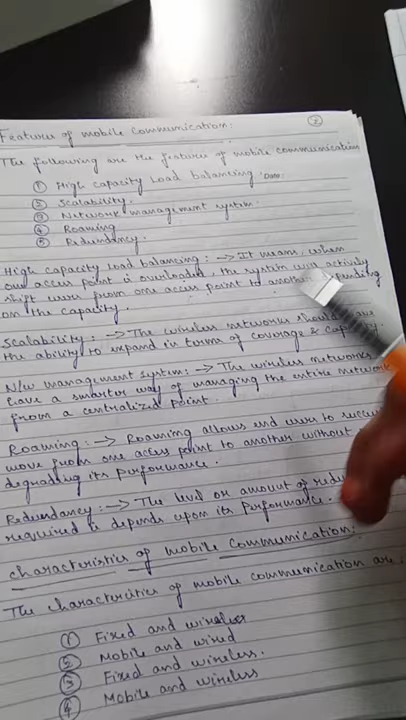 2
Features of mobile communication:
The following are the features of mobile communication
① High capacity Load balancing Date:
② Scalability.
③ Network management system.
④ Roaming
⑤ Redundancy.
High capacity Load balancing: -> It means, when
one access point is overloaded, the system will activity
shift user from one access point to another depending
on the capacity.
Scalability: -> The wireless networks should
the ability to expand in terms of coverage & capacity.
N/w management system: -> The wireless networks
have a smarter way of managing the entire network
from a centralized point.
Roaming: -> Roaming allows end user to
move from one access point to another without
degrading its performance.
Redundancy: -> The level or amount of
required is depends upon its performance.
characteristics of mobile communication:
The characteristics of mobile communication are:
① Fixed and
② Mobile and wired
③ Fixed and wireless.
④ Mobile and wireless